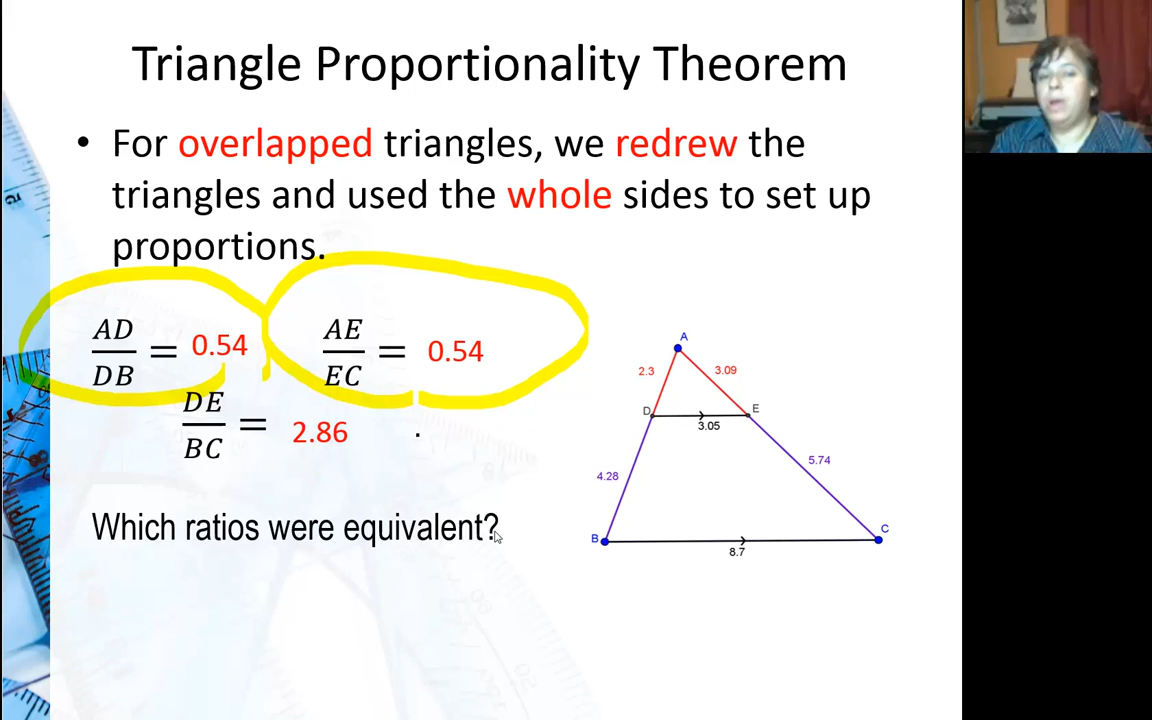 Triangle Proportionality Theorem
• For overlapped triangles, we redrew the
triangles and used the whole sides to set up
proportions.
AD/DB = 0.54 AE/EC = 0.54
DE/BC = 2.86 .
Which ratios were equivalent?
A
2.3 3.09
D E
3.05
4.28 5.74
B C
8.7